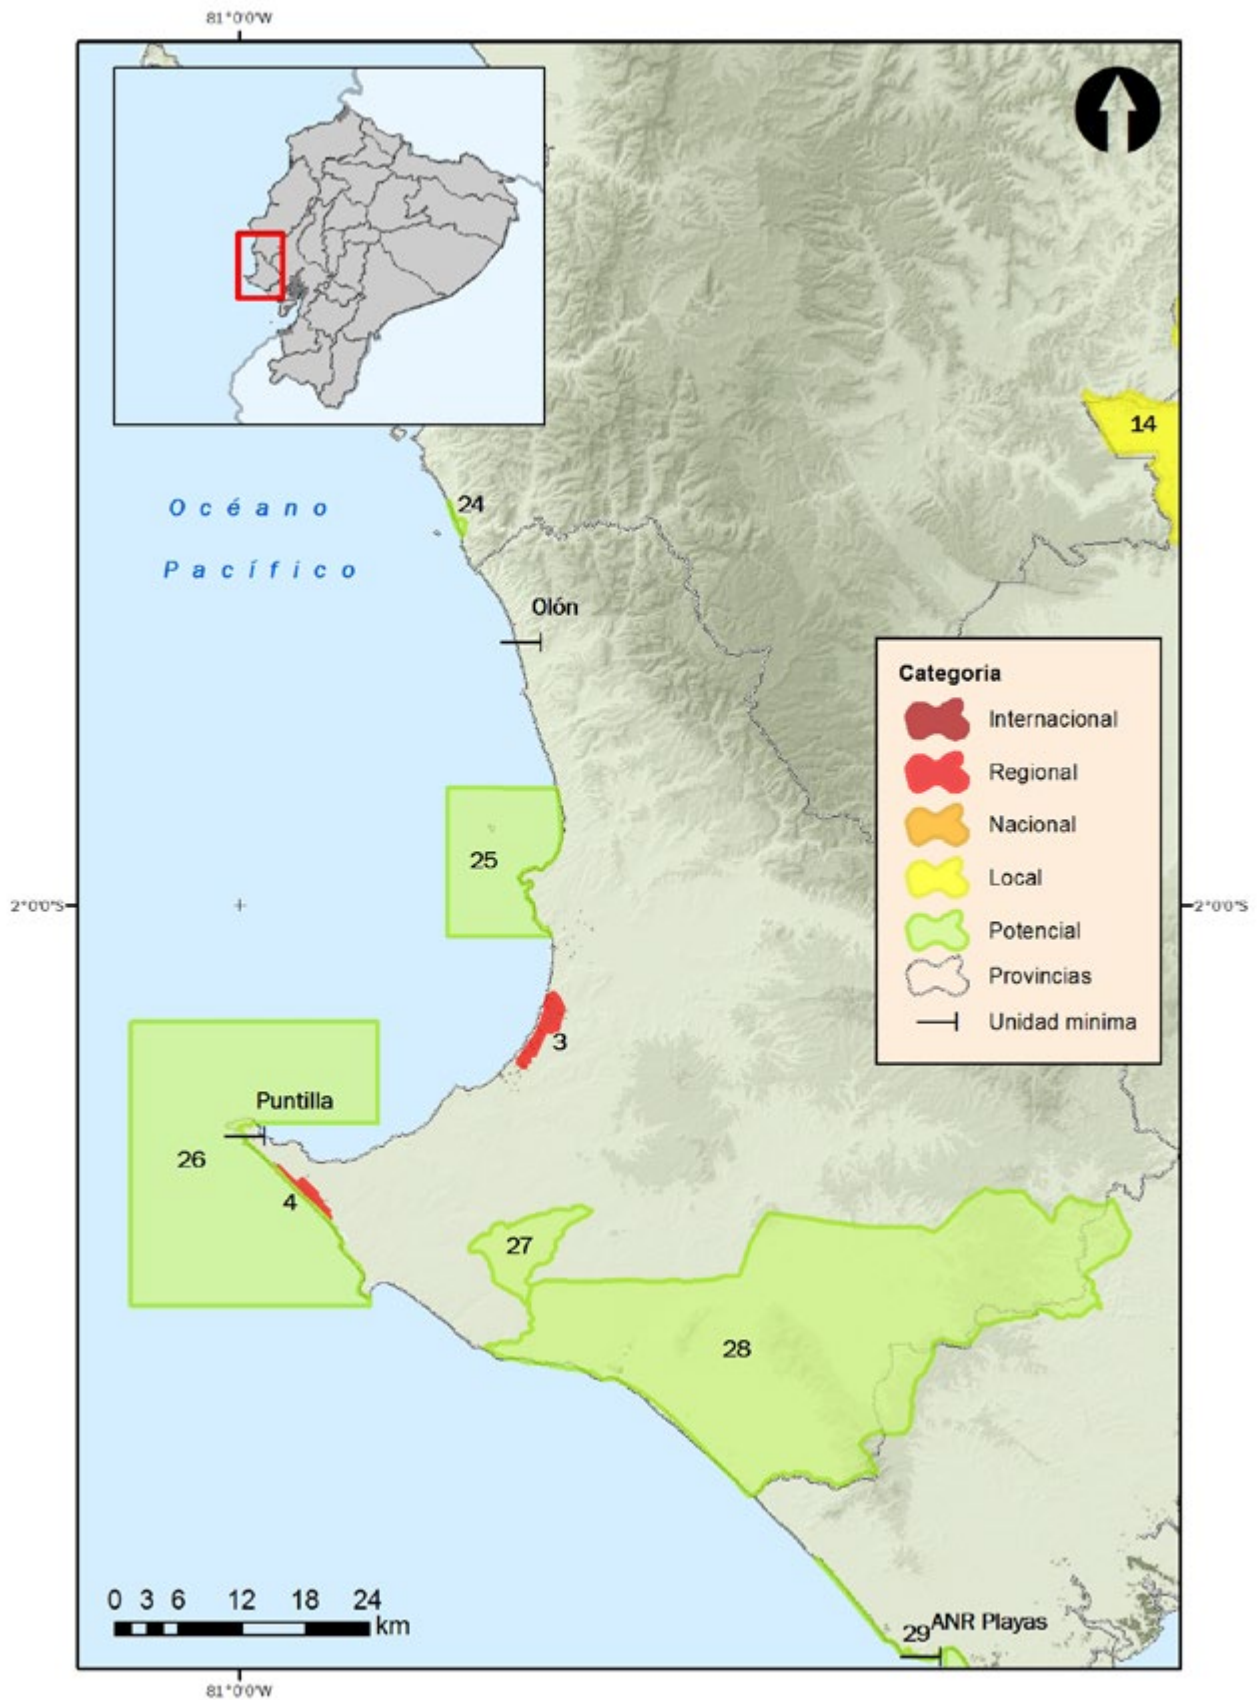 81°0'0"W
14
24
Océano
Pacífico
Olón
Categoria
Internacional
Regional
Nacional
Local
Potencial
Provincias
Unidad minima
25
2°0'0"S
2°0'0"S
3
Puntilla
26
4
27
28
0 3 6 12 18 24
km
29
ANR Playas
81°0'0"W